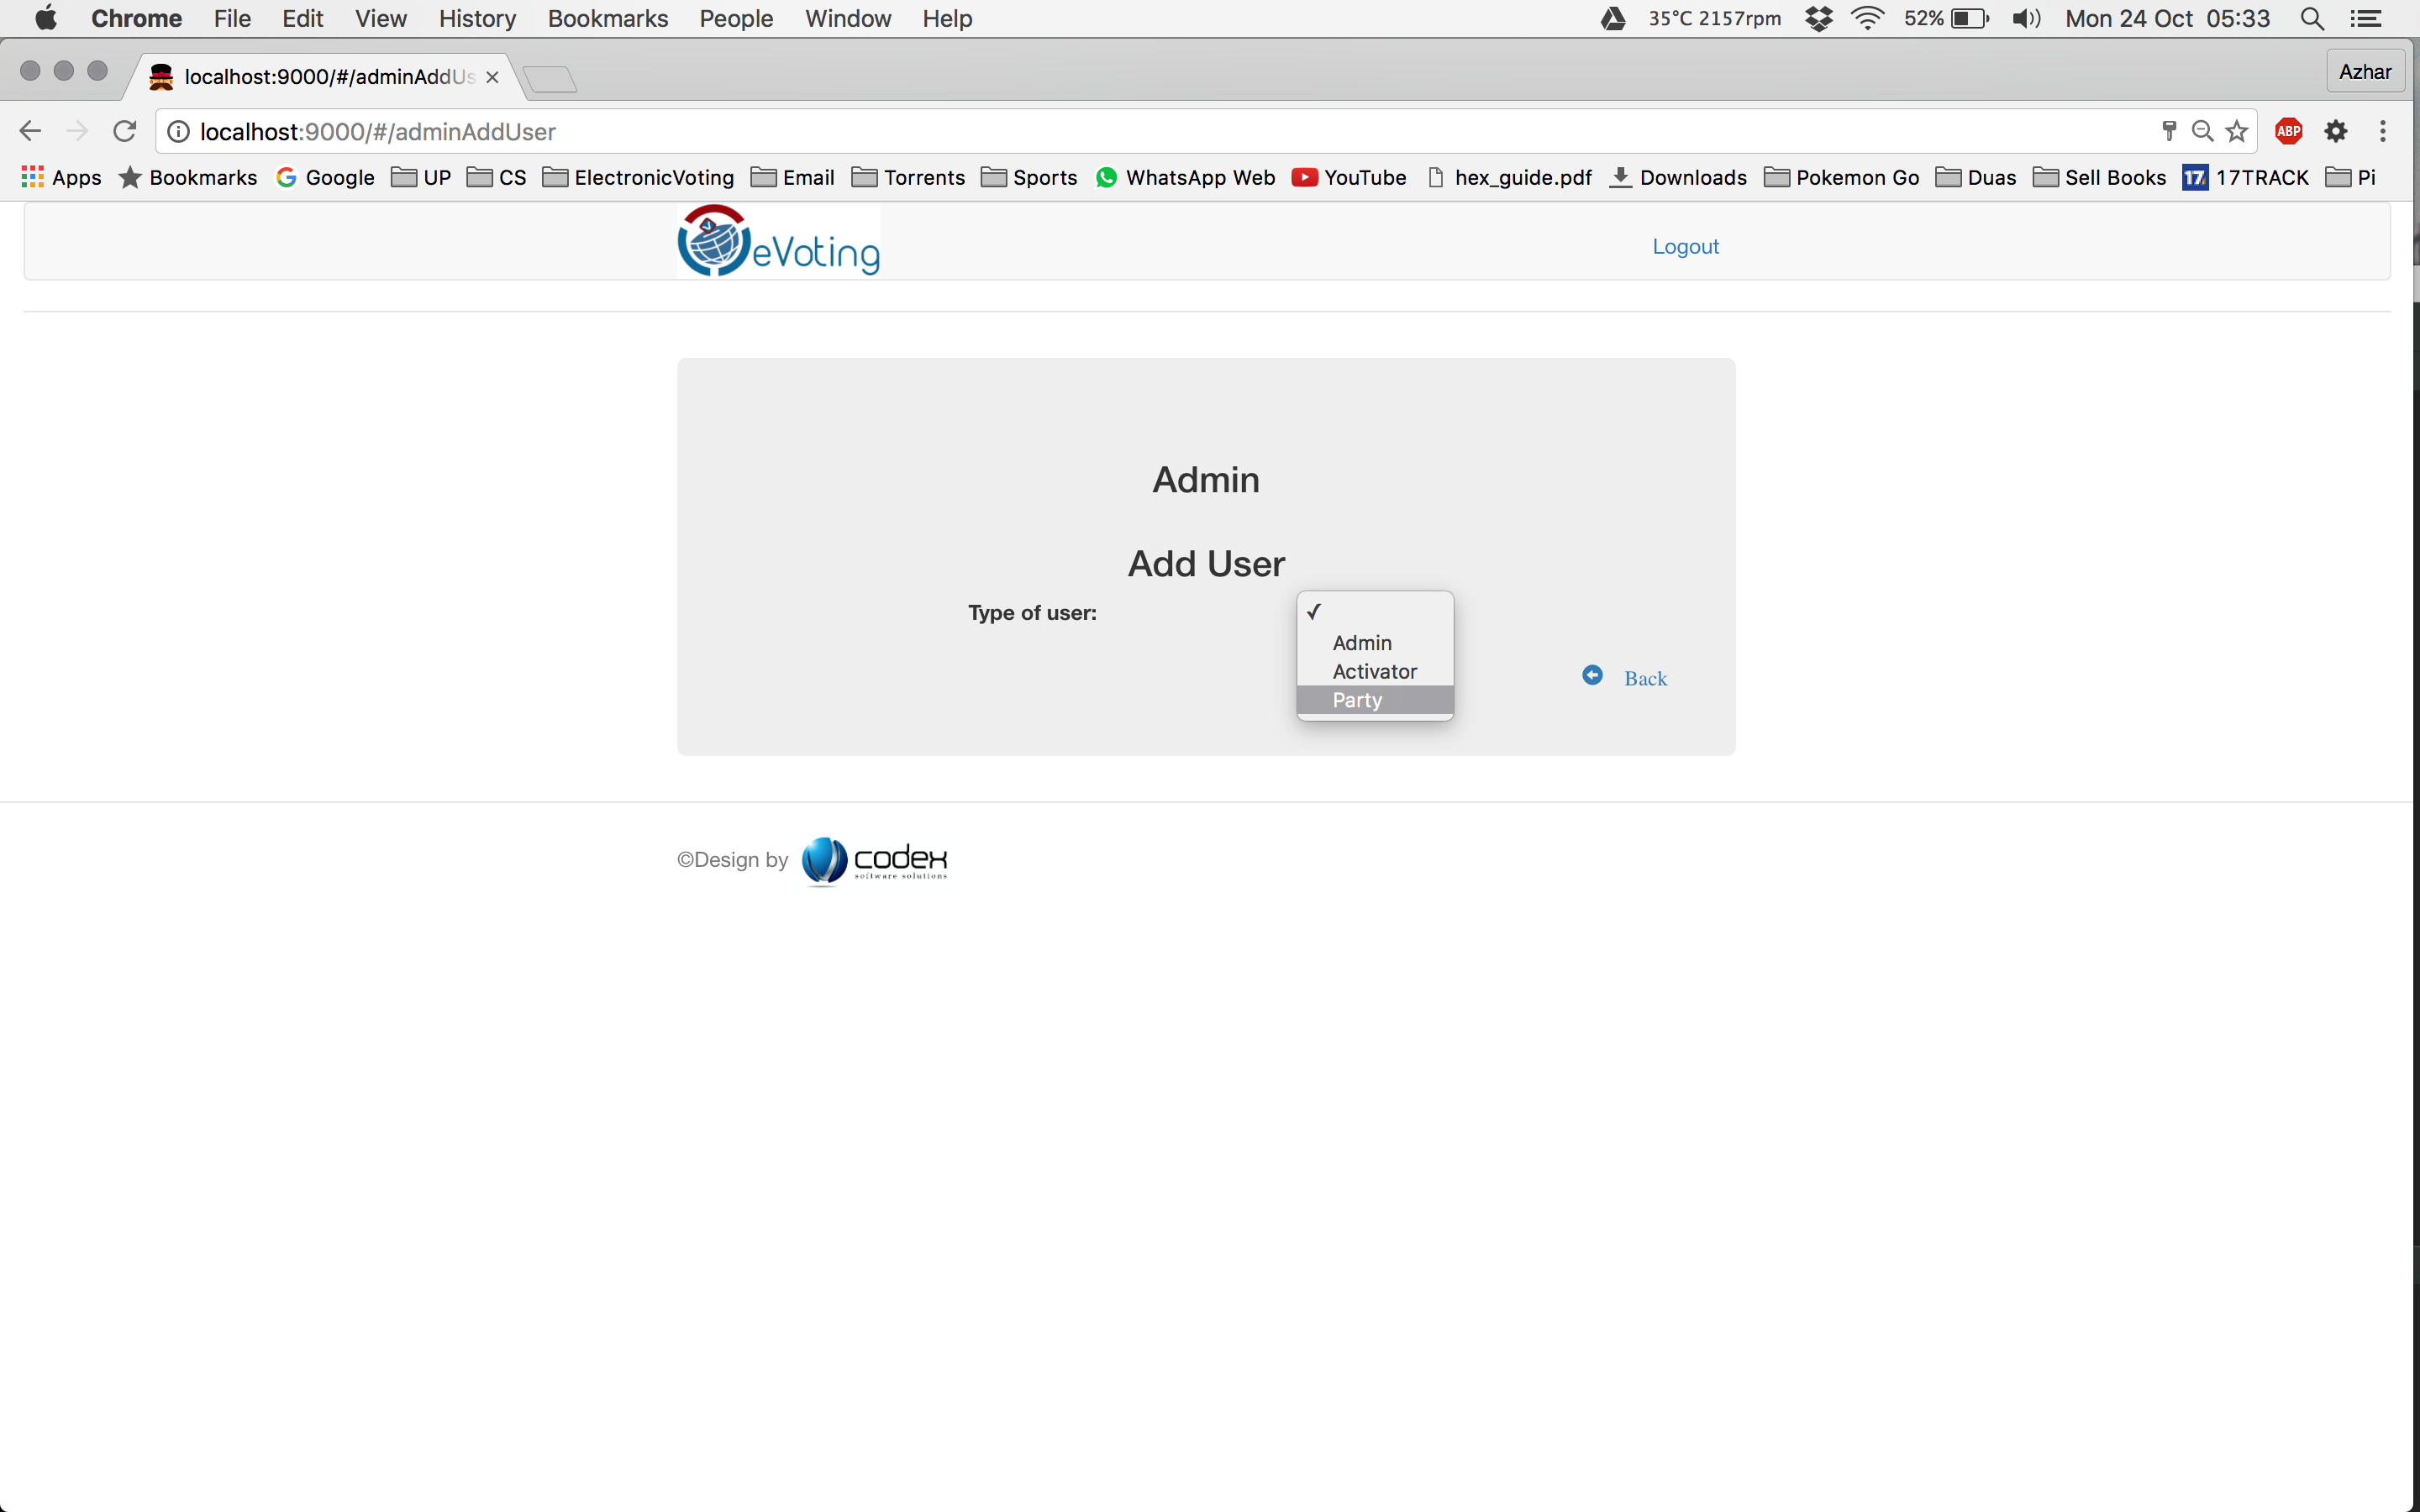 Chrome File Edit View History Bookmarks People Window Help 35°C 2157rpm 52% Mon 24 Oct 05:33
localhost:9000/#/adminAddUs Azhar
localhost:9000/#/adminAddUser ABP
Apps Bookmarks Google UP CS ElectronicVoting Email Torrents Sports WhatsApp Web YouTube hex_guide.pdf Downloads Pokemon Go Duas Sell Books 17 17TRACK Pi
eVoting Logout
Admin
Add User
Type of user:
Admin
Activator
Party
Back
©Design by codex
software solutions